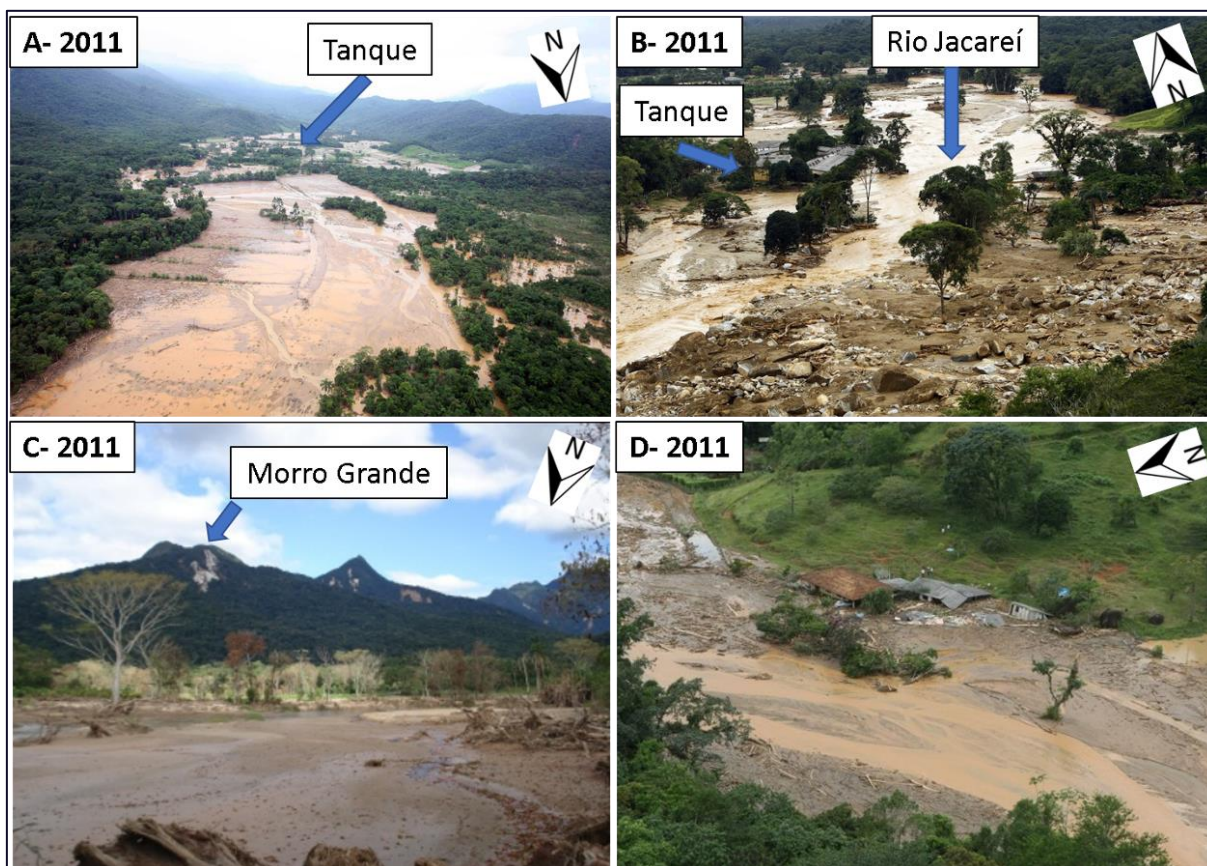 A- 2011
Tanque
N
B- 2011
Rio Jacareí
N
Tanque
C- 2011
Morro Grande
N
D- 2011
N